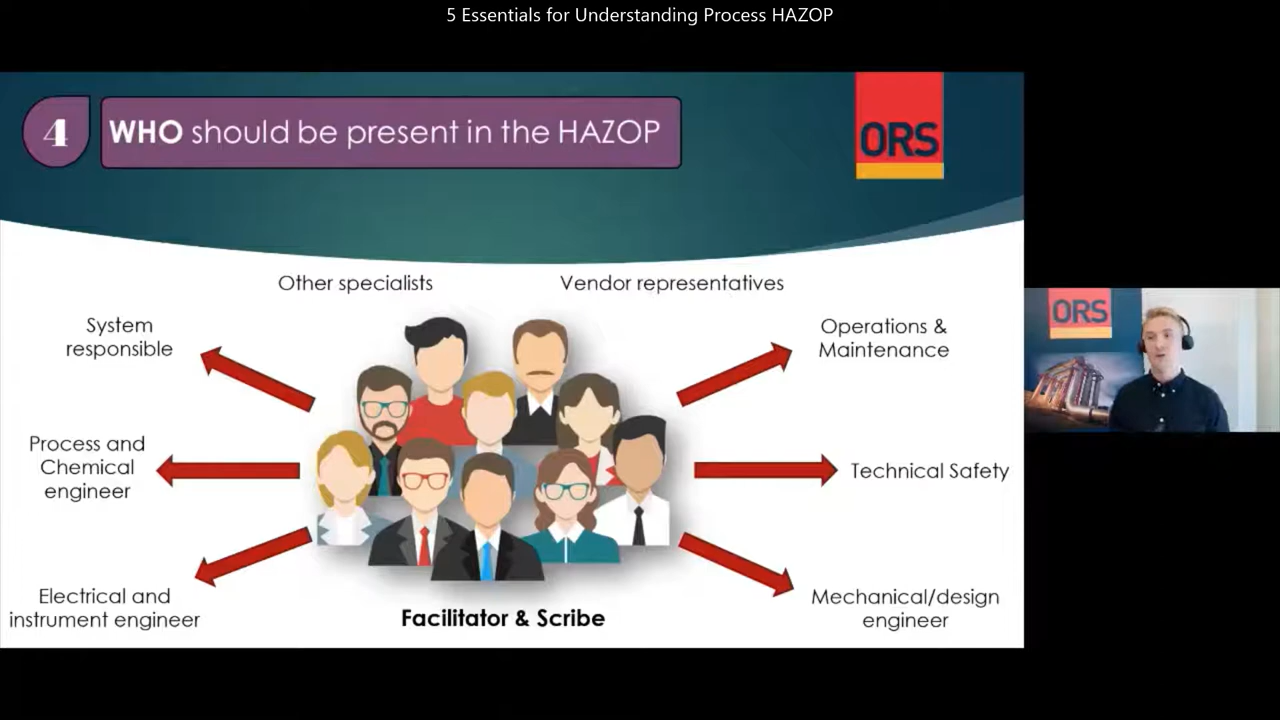 5 Essentials for Understanding Process HAZOP
4
WHO should be present in the HAZOP
ORS
Other specialists
Vendor representatives
System
responsible
Operations &
Maintenance
Process and
Chemical
engineer
Technical Safety
Electrical and
instrument engineer
Mechanical/design
engineer
Facilitator & Scribe
ORS